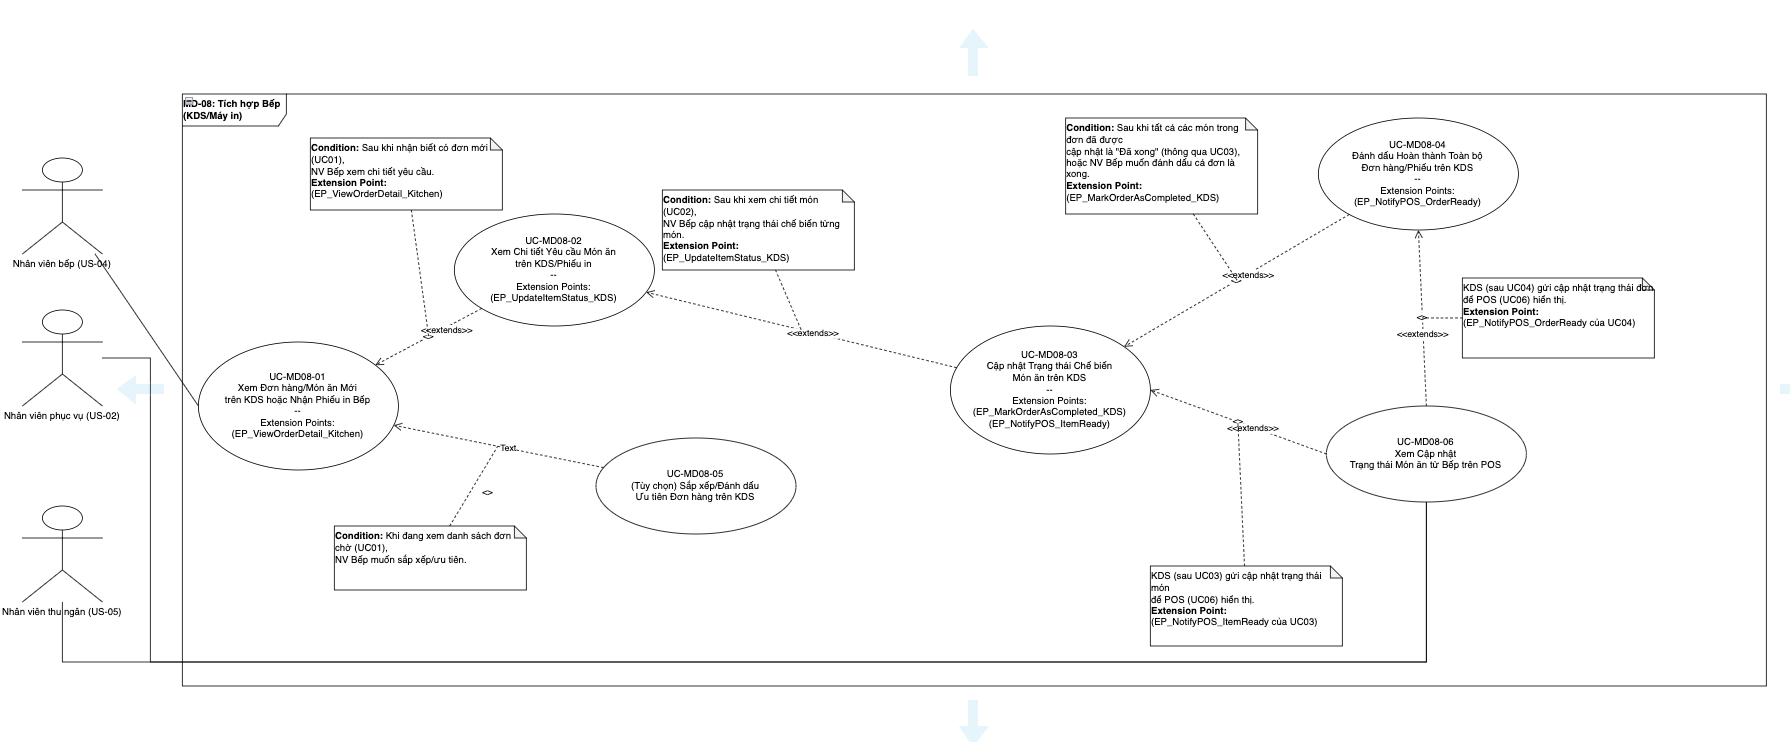 MD-08: Tích hợp Bếp
(KDS/Máy in)
Nhân viên bếp (US-04)
Nhân viên phục vụ (US-02)
Nhân viên thu ngân (US-05)
Condition: Sau khi nhận biết có đơn mới
(UC01),
NV Bếp xem chi tiết yêu cầu.
Extension Point:
(EP_ViewOrderDetail_Kitchen)
UC-MD08-02
Xem Chi tiết Yêu cầu Món ăn
trên KDS/Phiếu in
--
Extension Points:
(EP_UpdateItemStatus_KDS)
<<extends>>
UC-MD08-01
Xem Đơn hàng/Món ăn Mới
trên KDS hoặc Nhận Phiếu in Bếp
--
Extension Points:
(EP_ViewOrderDetail_Kitchen)
Text
UC-MD08-05
(Tùy chọn) Sắp xếp/Đánh dấu
Ưu tiên Đơn hàng trên KDS
<>
Condition: Khi đang xem danh sách đơn
chờ (UC01),
NV Bếp muốn sắp xếp/ưu tiên.
Condition: Sau khi xem chi tiết món
(UC02),
NV Bếp cập nhật trạng thái chế biến từng
món.
Extension Point:
(EP_UpdateItemStatus_KDS)
<<extends>>
UC-MD08-03
Cập nhật Trạng thái Chế biến
Món ăn trên KDS
--
Extension Points:
(EP_MarkOrderAsCompleted_KDS)
(EP_NotifyPOS_ItemReady)
Condition: Sau khi tất cả các món trong
đơn đã được
cập nhật là "Đã xong" (thông qua UC03),
hoặc NV Bếp muốn đánh dấu cả đơn là
xong.
Extension Point:
(EP_MarkOrderAsCompleted_KDS)
<<extends>>
UC-MD08-04
Đánh dấu Hoàn thành Toàn bộ
Đơn hàng/Phiếu trên KDS
--
Extension Points:
(EP_NotifyPOS_OrderReady)
KDS (sau UC04) gửi cập nhật trạng thái đơn
để POS (UC06) hiển thị.
Extension Point:
(EP_NotifyPOS_OrderReady của UC04)
<>
<<extends>>
<>
<<extends>>
UC-MD08-06
Xem Cập nhật
Trạng thái Món ăn từ Bếp trên POS
KDS (sau UC03) gửi cập nhật trạng thái
món
để POS (UC06) hiển thị.
Extension Point:
(EP_NotifyPOS_ItemReady của UC03)